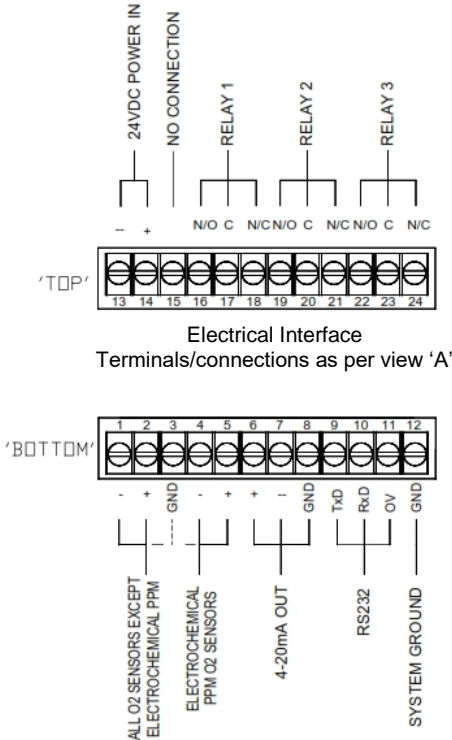 24VDC POWER IN
NO CONNECTION
RELAY 1
RELAY 2
RELAY 3
-- + N/O C N/C N/O C N/C N/O C N/C
'TOP'
13 14 15 16 17 18 19 20 21 22 23 24
Electrical Interface
Terminals/connections as per view ‘A’
1 2 3 4 5 6 7 8 9 10 11 12
'BOTTOM'
- + GND - + + -- GND TxD RxD OV GND
ALL O2 SENSORS EXCEPT
ELECTROCHEMICAL PPM
ELECTROCHEMICAL
PPM O2 SENSORS
4-20mA OUT
RS232
SYSTEM GROUND